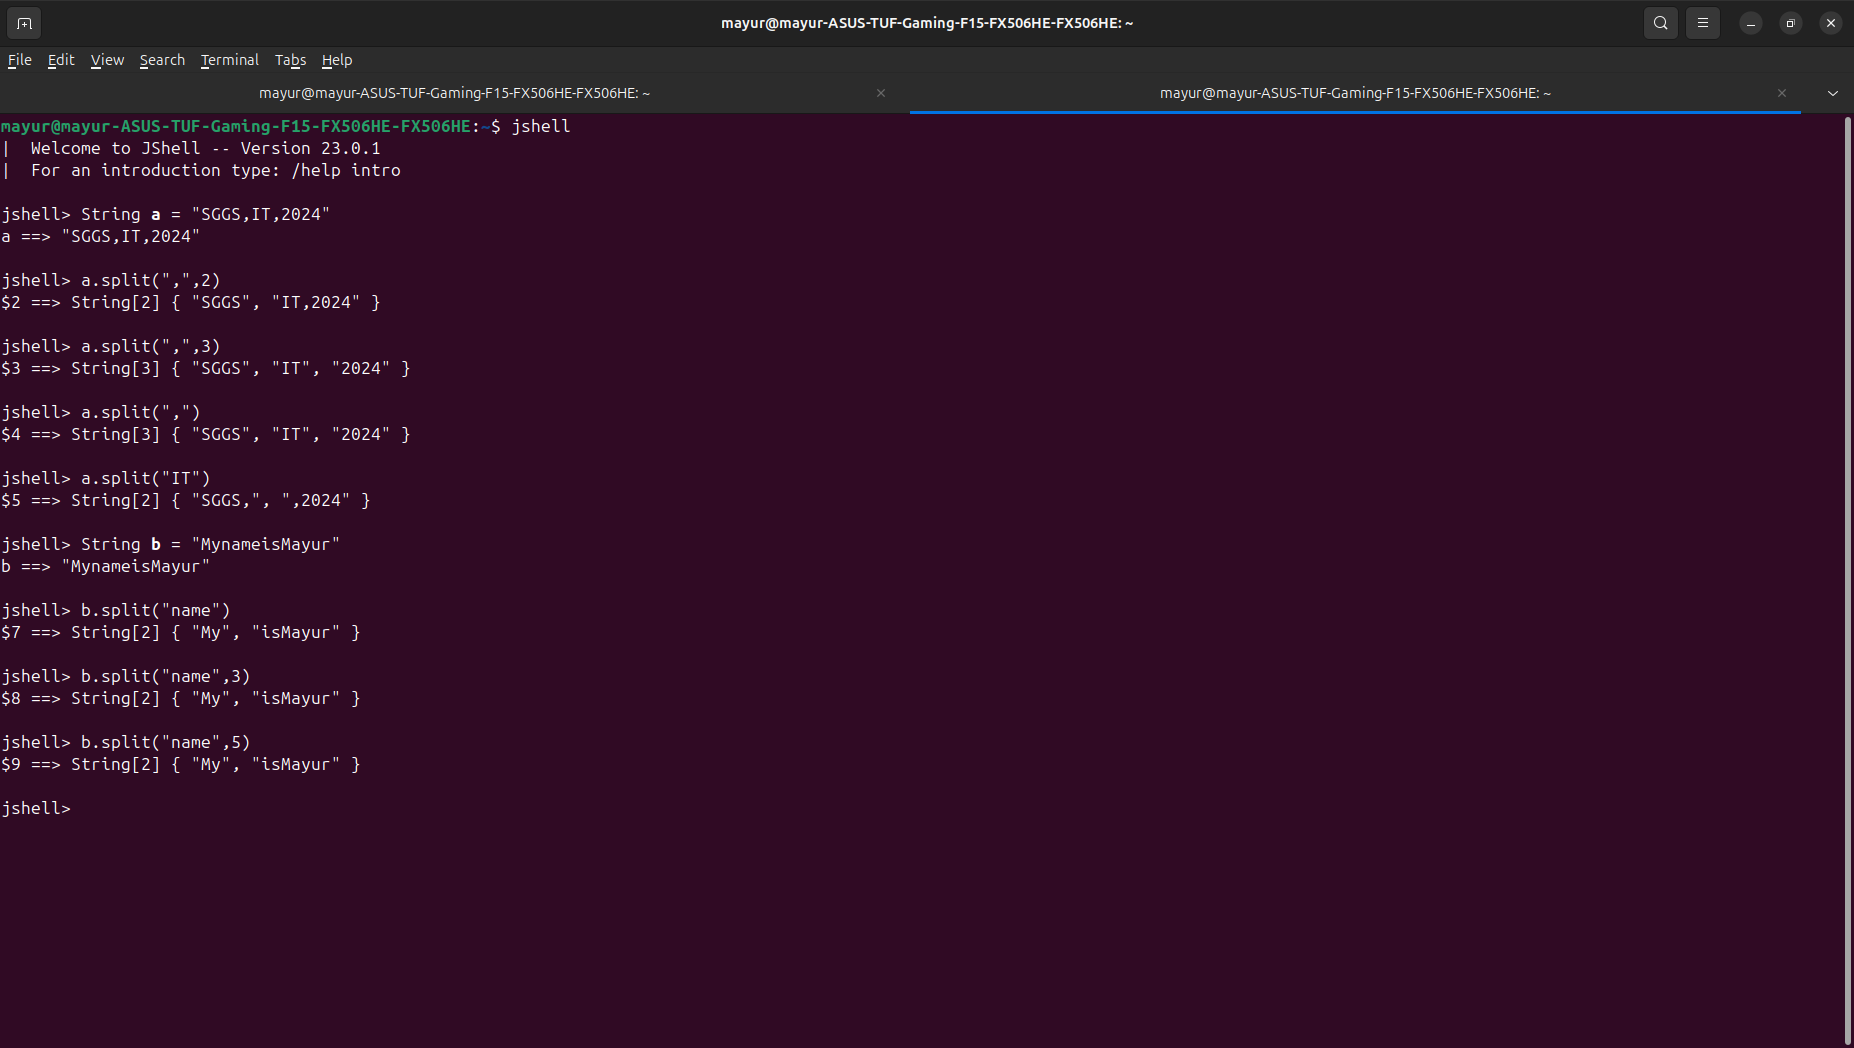 mayur@mayur-ASUS-TUF-Gaming-F15-FX506HE-FX506HE: ~
File Edit View Search Terminal Tabs Help
mayur@mayur-ASUS-TUF-Gaming-F15-FX506HE-FX506HE: ~ mayur@mayur-ASUS-TUF-Gaming-F15-FX506HE-FX506HE: ~
mayur@mayur-ASUS-TUF-Gaming-F15-FX506HE-FX506HE:~$ jshell
|  Welcome to JShell -- Version 23.0.1
|  For an introduction type: /help intro
jshell> String a = "SGGS,IT,2024"
a ==> "SGGS,IT,2024"
jshell> a.split(",",2)
$2 ==> String[2] { "SGGS", "IT,2024" }
jshell> a.split(",",3)
$3 ==> String[3] { "SGGS", "IT", "2024" }
jshell> a.split(",")
$4 ==> String[3] { "SGGS", "IT", "2024" }
jshell> a.split("IT")
$5 ==> String[2] { "SGGS,", ",2024" }
jshell> String b = "MynameisMayur"
b ==> "MynameisMayur"
jshell> b.split("name")
$7 ==> String[2] { "My", "isMayur" }
jshell> b.split("name",3)
$8 ==> String[2] { "My", "isMayur" }
jshell> b.split("name",5)
$9 ==> String[2] { "My", "isMayur" }
jshell>